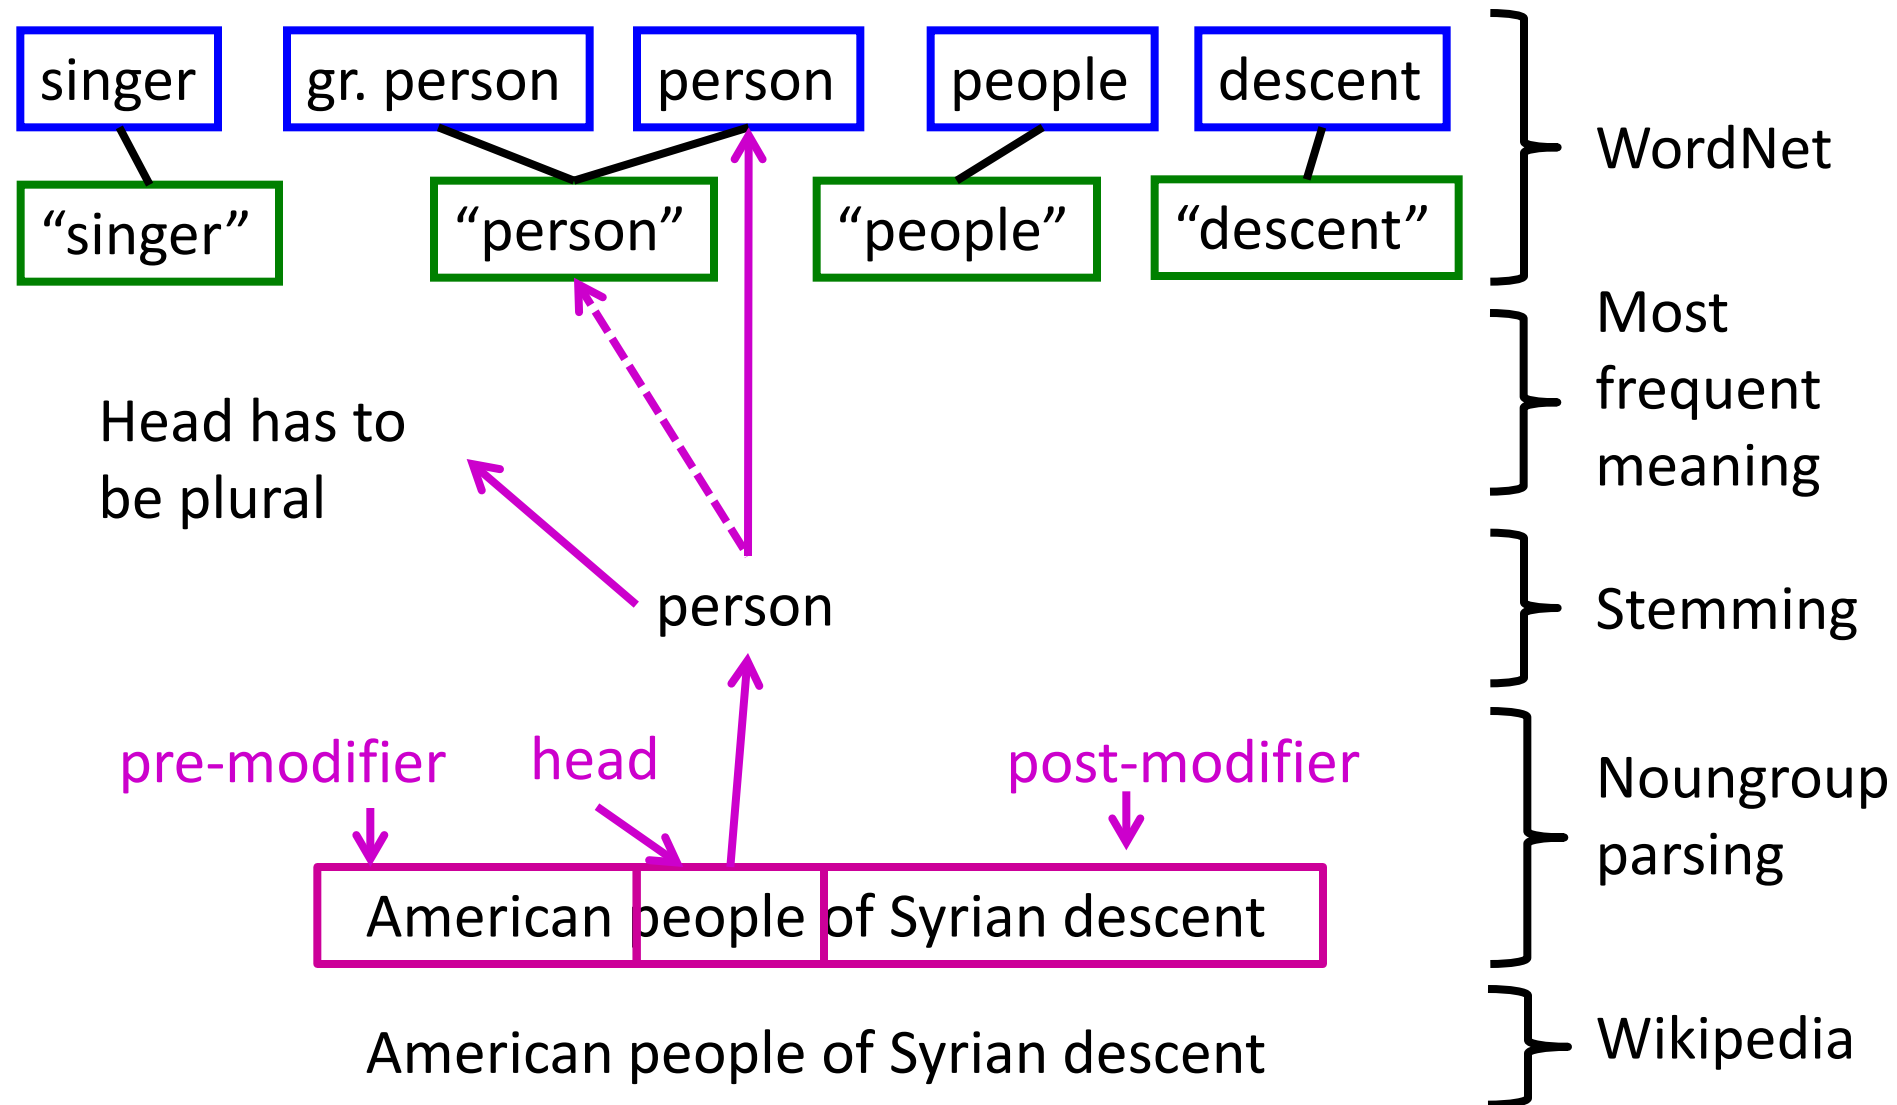 singer
gr. person
person
people
descent
“singer”
“person”
“people”
“descent”
WordNet
Most
frequent
meaning
Head has to
be plural
person
Stemming
pre-modifier
head
post-modifier
Noungroup
parsing
American people of Syrian descent
American people of Syrian descent
Wikipedia